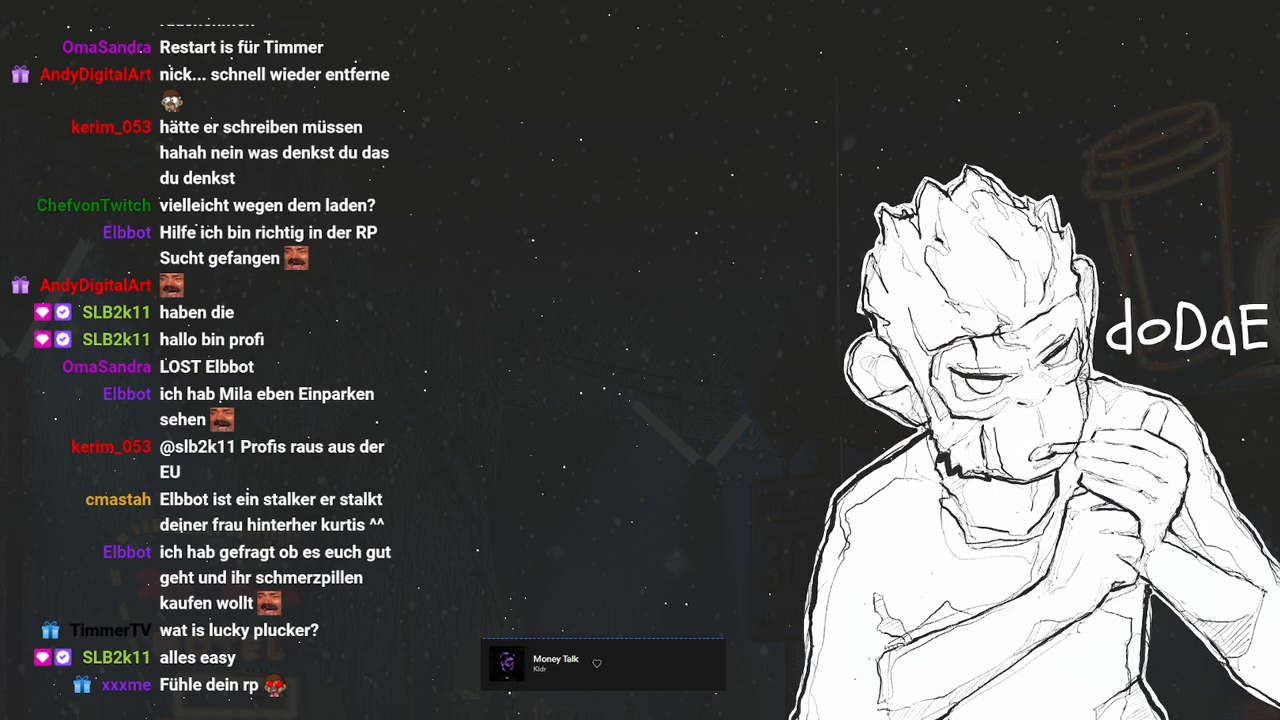 OmaSandra Restart is für Timmer
AndyDigitalArt nick... schnell wieder entferne
kerim_053 hätte er schreiben müssen
hahah nein was denkst du das
du denkst
ChefvonTwitch vielleicht wegen dem laden?
Elbbot Hilfe ich bin richtig in der RP
Sucht gefangen
AndyDigitalArt
SLB2k11 haben die
SLB2k11 hallo bin profi
OmaSandra LOST Elbbot
Elbbot ich hab Mila eben Einparken
sehen
kerim_053 @slb2k11 Profis raus aus der
EU
cmastah Elbbot ist ein stalker er stalkt
deiner frau hinterher kurtis ^^
Elbbot ich hab gefragt ob es euch gut
geht und ihr schmerzpillen
kaufen wollt
TimmerTV wat is lucky plucker?
SLB2k11 alles easy
xxxme Fühle dein rp
doDaE
Money Talk
Kidr